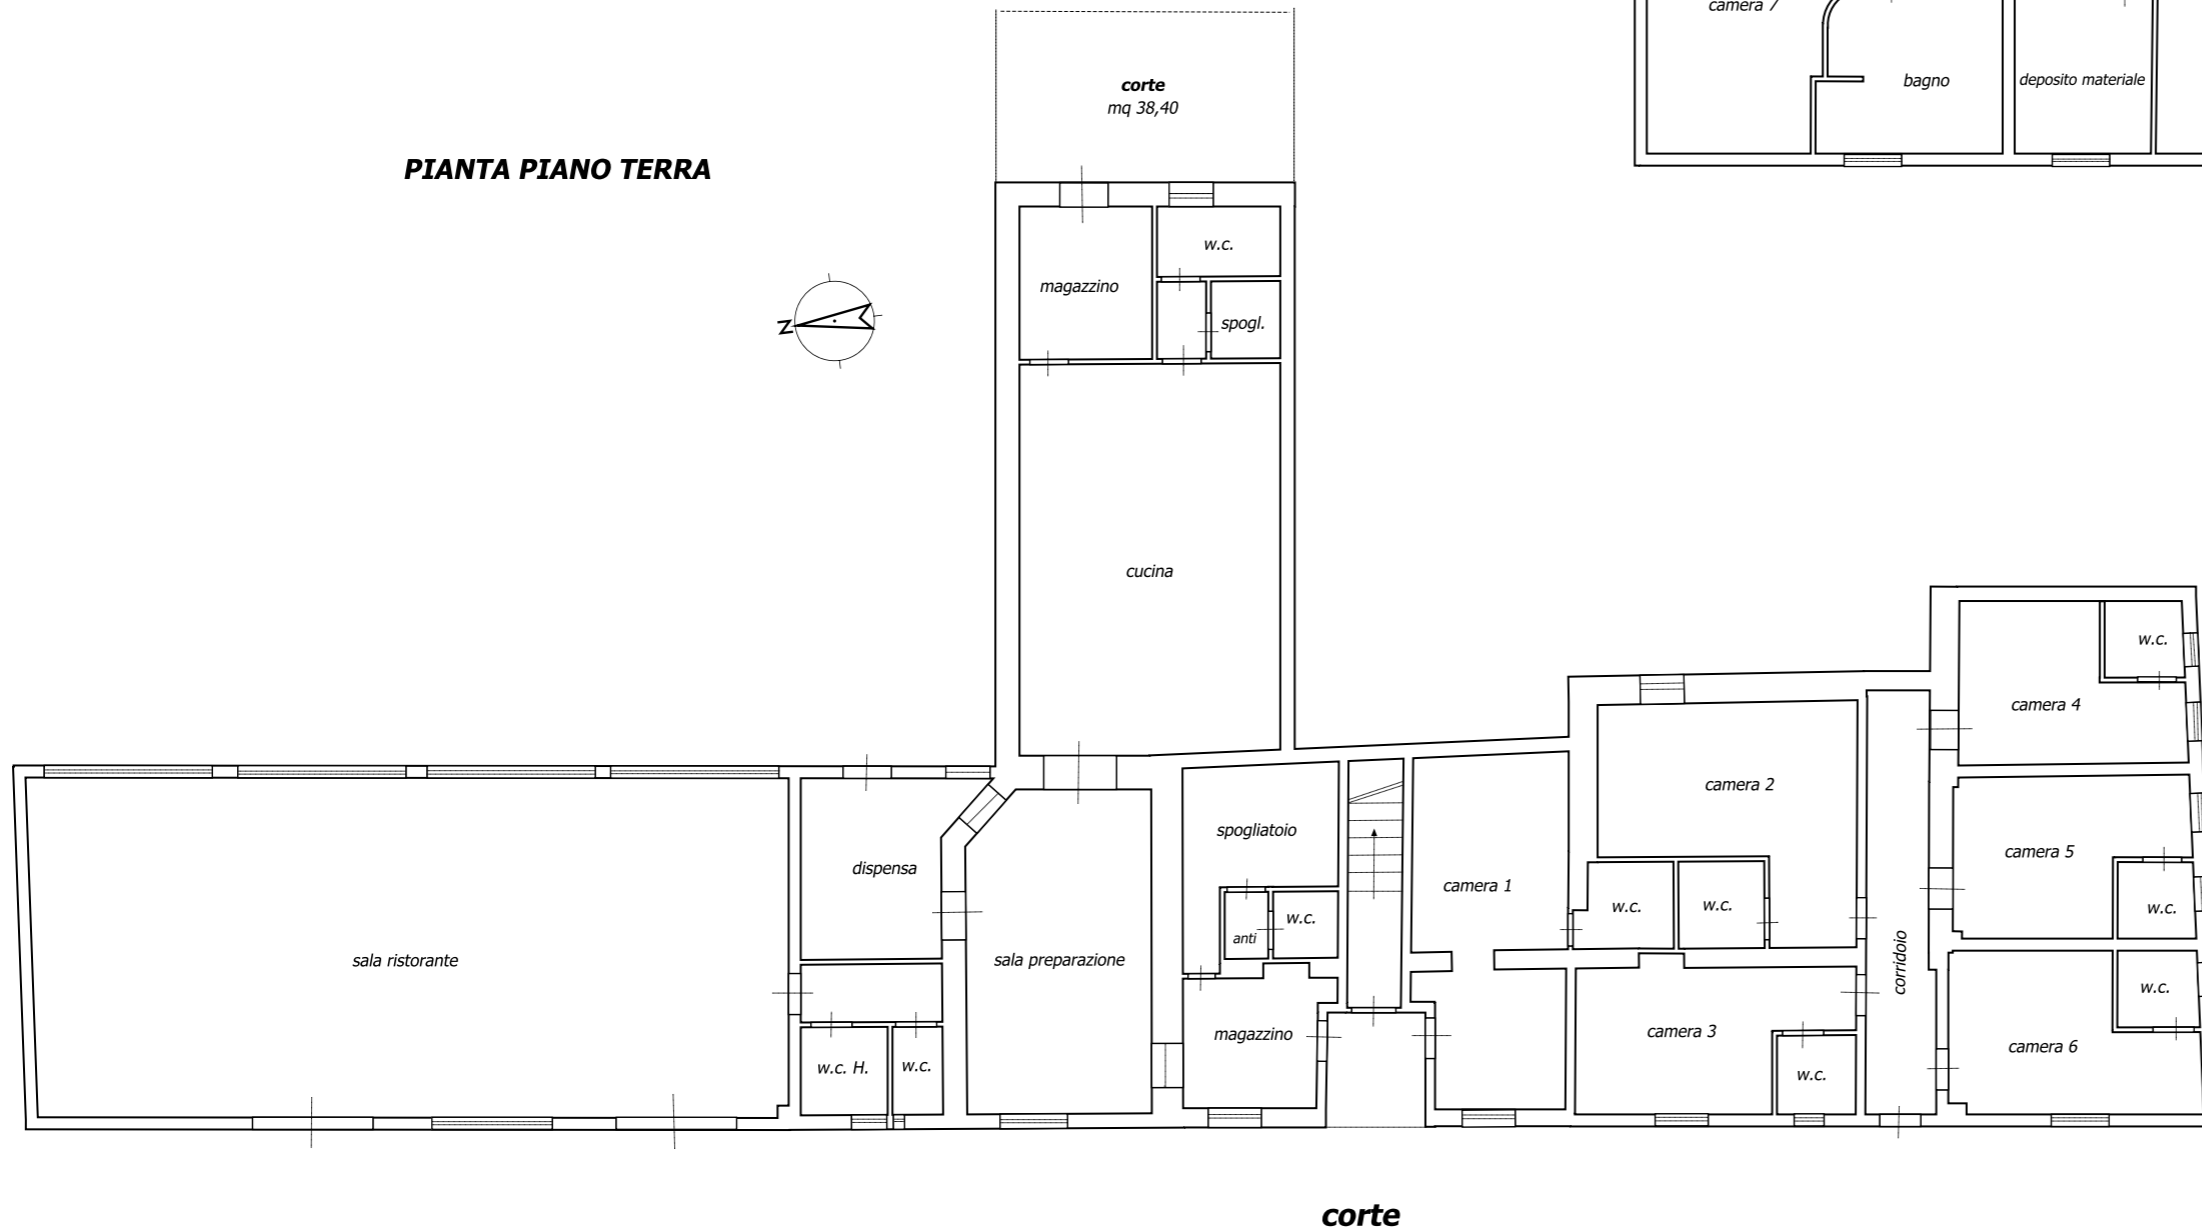 camera 7
bagno
deposito materiale
corte
mq 38,40
PIANTA PIANO TERRA
w.c.
magazzino
spogl.
N
cucina
w.c.
camera 4
camera 2
spogliatoio
camera 5
dispensa
camera 1
w.c.
w.c.
w.c.
w.c.
anti
sala ristorante
sala preparazione
corridoio
w.c.
magazzino
camera 3
camera 6
w.c. H.
w.c.
w.c.
corte